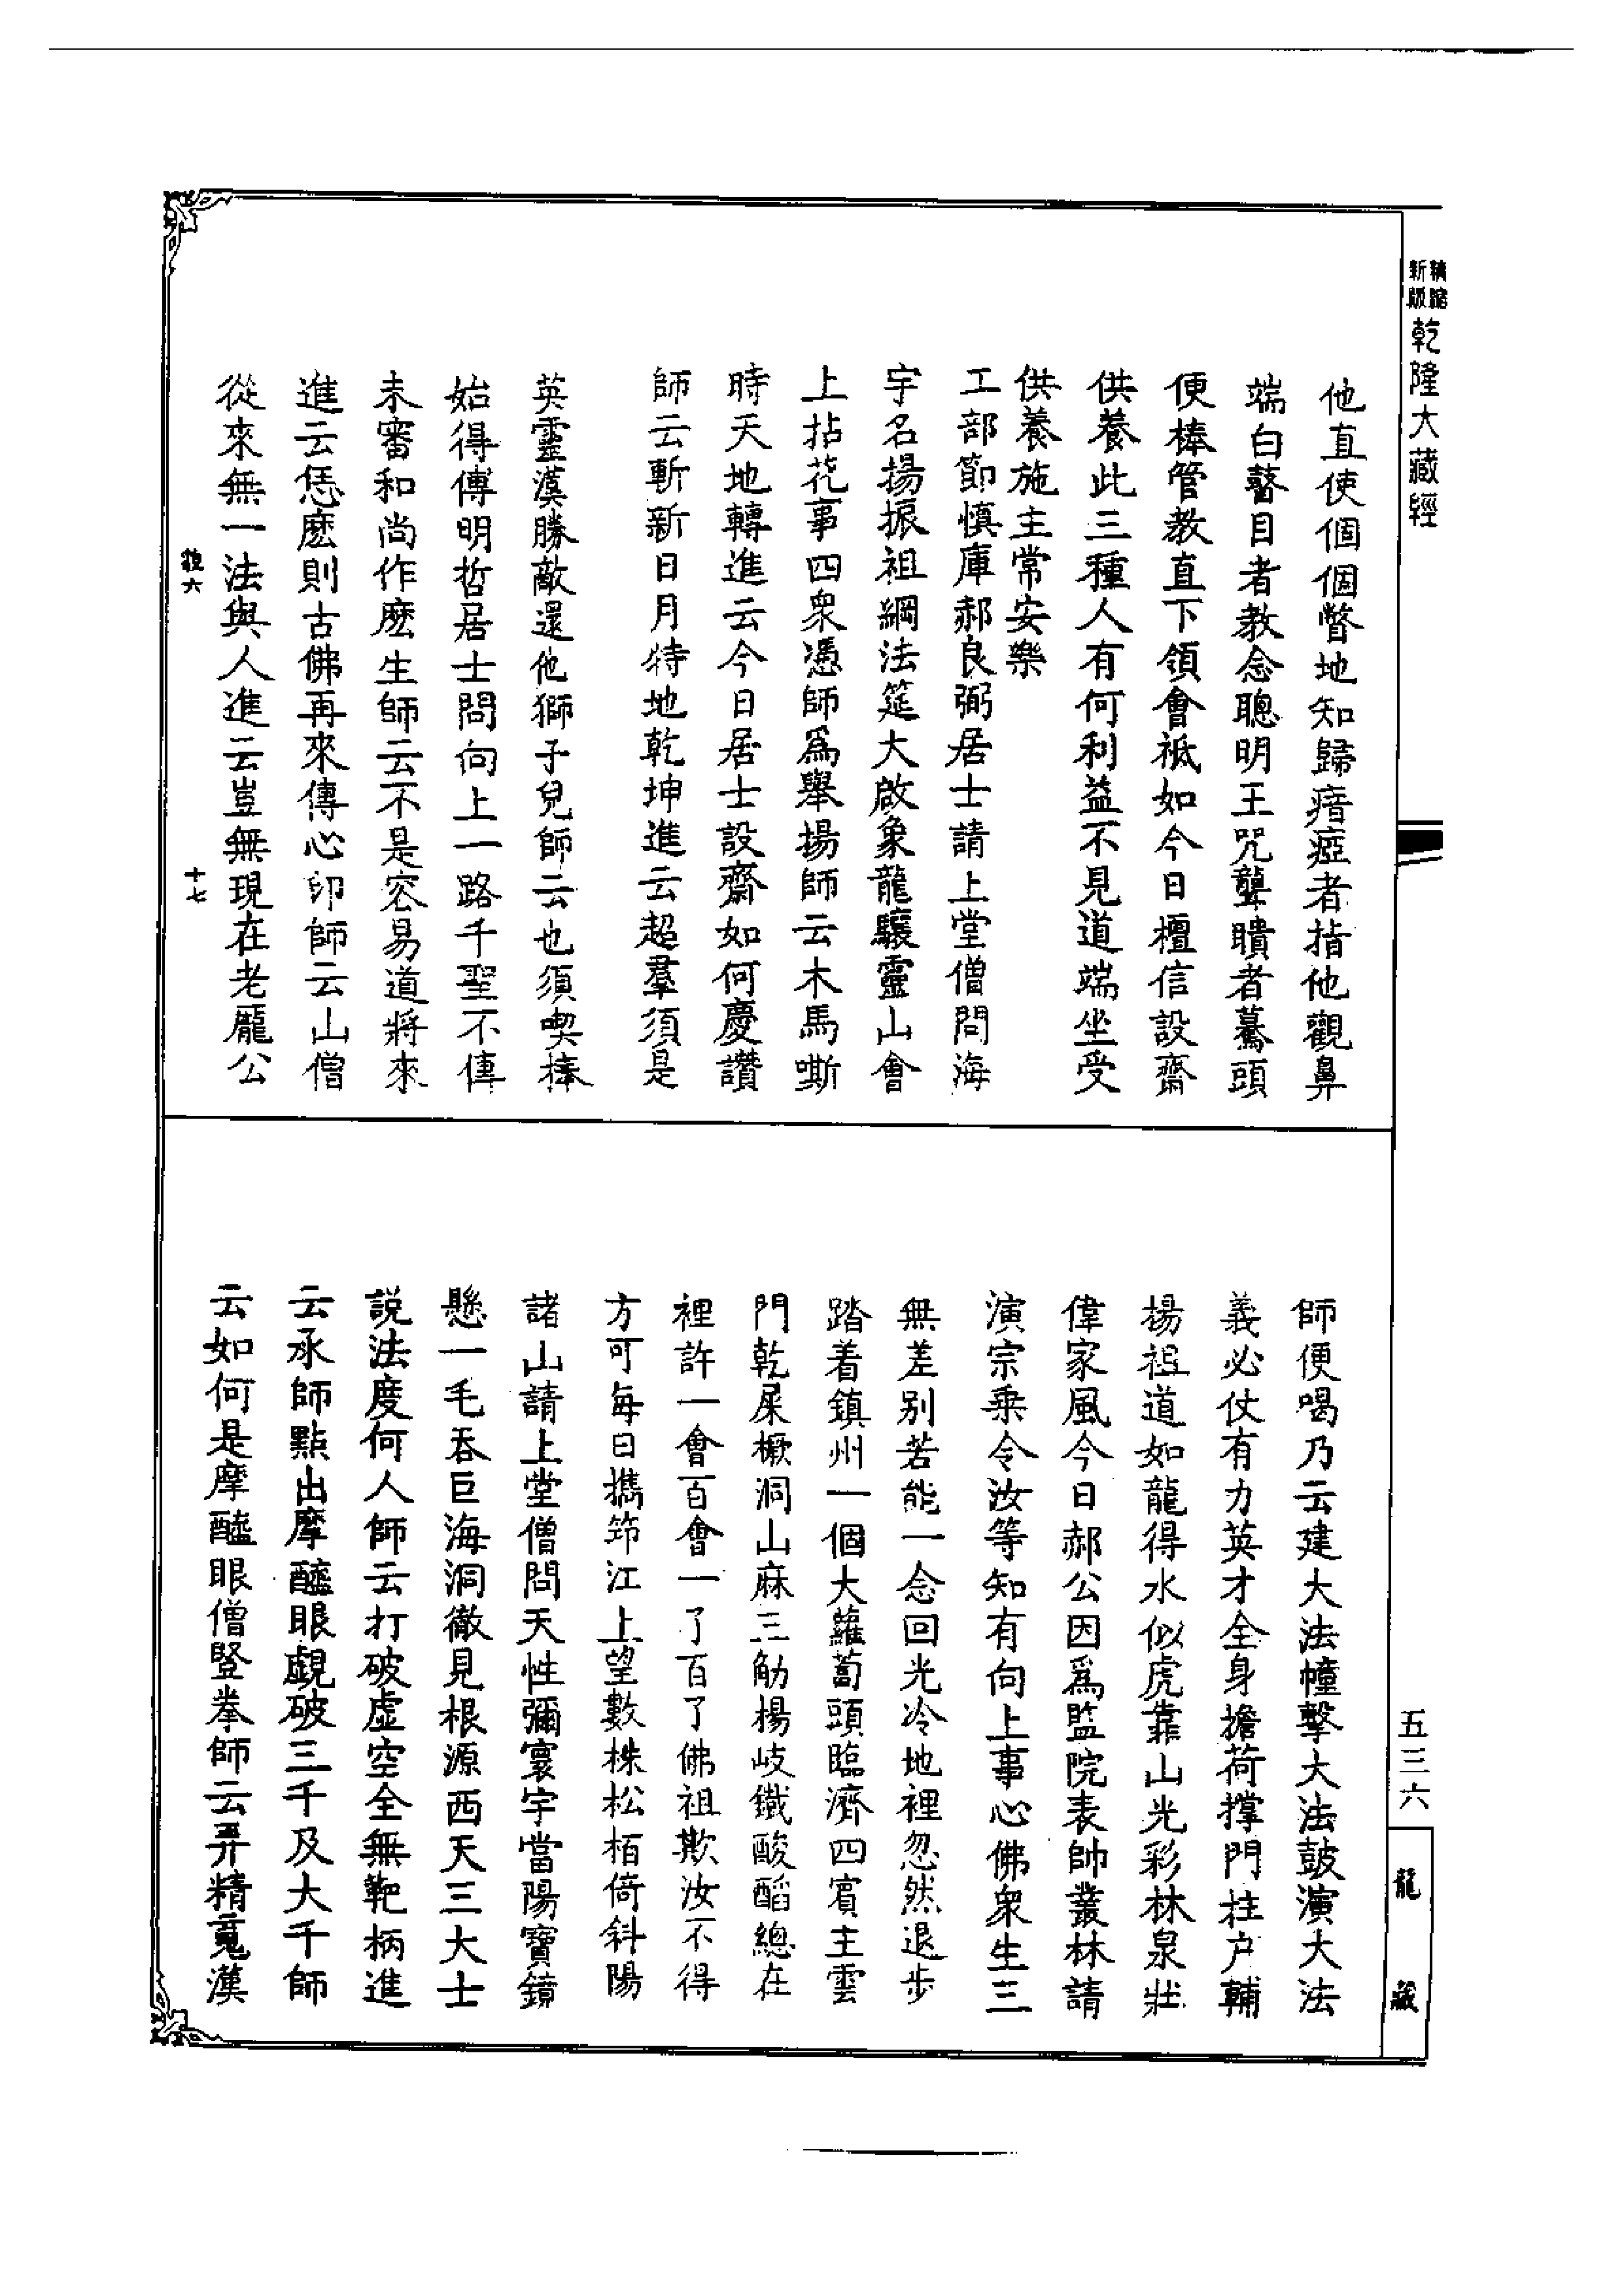 精縮
新版
乾隆大藏經
他直使個個瞥地知歸瘖瘂者指他觀鼻
端白瞽目者教念聰明王咒聾瞶者驀頭
便棒管教直下領會祇如今日檀信設齋
供養此三種人有何利益不見道端坐受
供養施主常安樂
工部節慎庫郝良弼居士請上堂僧問海
宇名揚振祖綱法筵大啟象龍驤靈山會
上拈花事四衆憑師爲舉揚師云木馬嘶
時天地轉進云今日居士設齋如何慶讚
師云斬新日月特地乾坤進云超羣須是
英靈漢勝敵還他獅子兒師云也須喫棒
始得傅明哲居士問向上一路千聖不傳
未審和尚作麽生師云不是容易道將來
進云恁麽則古佛再來傳心印師云山僧
從來無一法與人進云豈無現在老龐公
六
十七
師便喝乃云建大法幢擊大法鼓演大法
義必仗有力英才全身擔荷撑門拄户輔
揚祖道如龍得水似虎靠山光彩林泉壯
偉家風今日郝公因爲監院表帥叢林請
演宗乗令汝等知有向上事心佛衆生三
無差别若能一念回光冷地裡忽然退步
踏着鎮州一個大蘿蔔頭臨濟四賓主雲
門乾屎橛洞山麻三觔楊岐鐵酸餡總在
裡許一會百會一了百了佛祖欺汝不得
方可每日携笻江上望數株松栢倚斜陽
諸山請上堂僧問天性彌寰宇當陽寶鏡
懸一毛吞巨海洞徹見根源西天三大士
説法度何人師云打破虚空全無靶柄進
云承師點出摩醯眼覷破三千及大千師
云如何是摩醯眼僧竪拳師云弄精䰟漢
五三六
龍藏